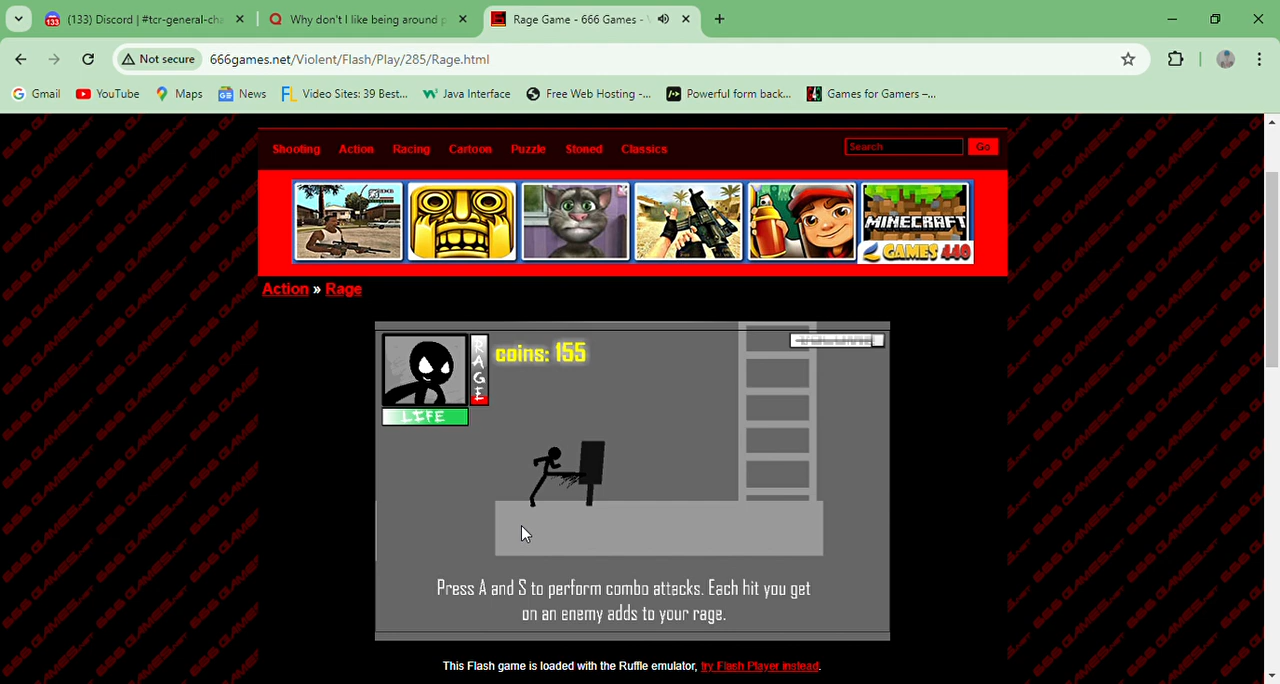 (133) Discord | #tcr-general-cha
Why don't I like being around p
Rage Game - 666 Games -
Not secure
666games.net/Violent/Flash/Play/285/Rage.html
Gmail
YouTube
Maps
News
Video Sites: 39 Best...
Java Interface
Free Web Hosting -...
Powerful form back...
Games for Gamers –...
Shooting
Action
Racing
Cartoon
Puzzle
Stoned
Classics
Search
Go
MINECRAFT
GAMES 440
Action » Rage
RAGE
coins: 155
LIFE
Press A and S to perform combo attacks. Each hit you get
on an enemy adds to your rage.
This Flash game is loaded with the Ruffle emulator, try Flash Player instead.